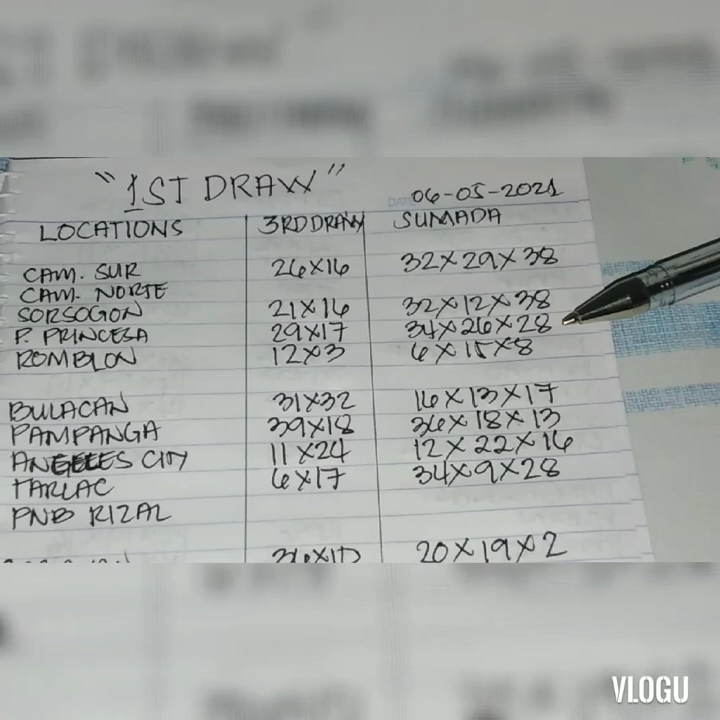 "1ST DRAW"
06-05-2021
LOCATIONS 3RD DRAW SUMADA
CAM. SUR 26X16 32X29X38
CAM. NORTE
SORSOGON 21X16 32X12X38
P. PRINCESA 29X17 34X26X28
ROMBLON 12X3 6X15X8
BULACAN 31X32 16X13X17
PAMPANGA 39X18 36X18X13
ANGELES CITY 11X24 12X22X16
TARLAC 6X17 34X9X28
PNB RIZAL
20X19X2
VLOGU